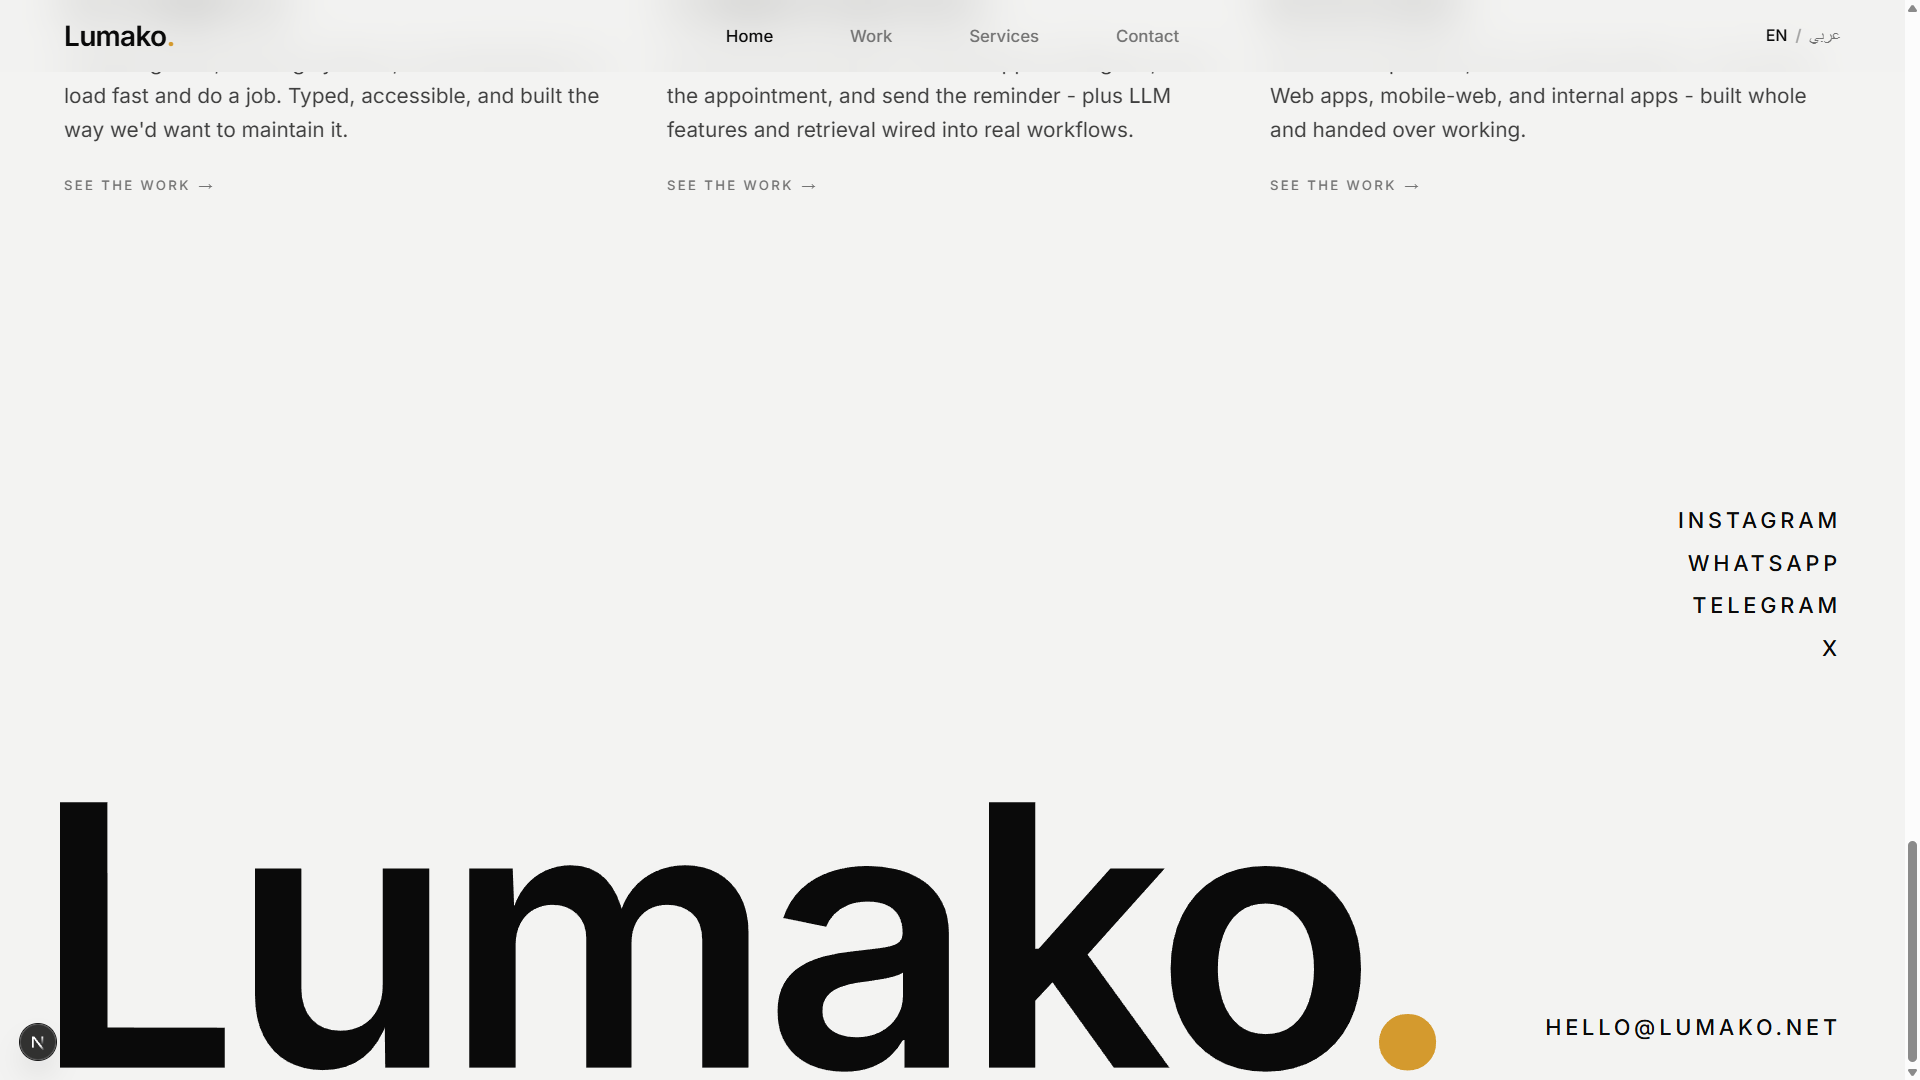 Lumako.
Home
Work
Services
Contact
EN / عربي
load fast and do a job. Typed, accessible, and built the
way we'd want to maintain it.
SEE THE WORK →
the appointment, and send the reminder - plus LLM
features and retrieval wired into real workflows.
SEE THE WORK →
Web apps, mobile-web, and internal apps - built whole
and handed over working.
SEE THE WORK →
INSTAGRAM
WHATSAPP
TELEGRAM
X
Lumako.
N
HELLO@LUMAKO.NET